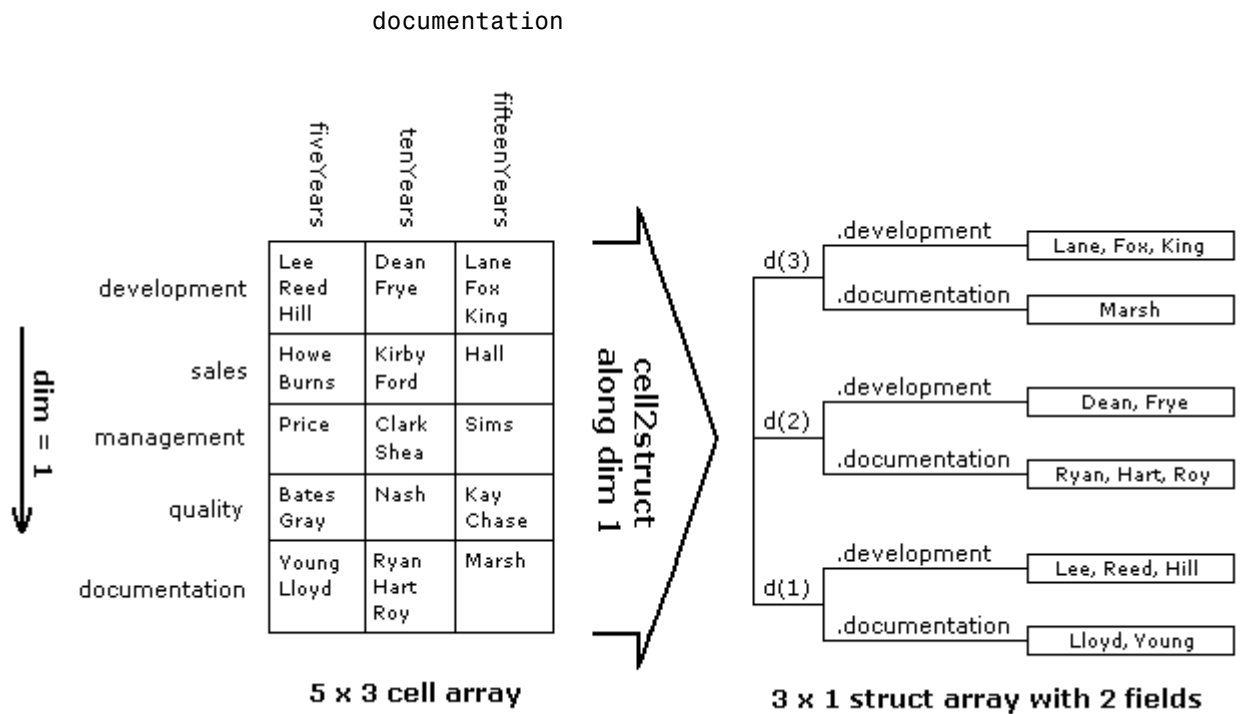 documentation
fiveYears
tenYears
fifteenYears
development
Lee
Reed
Hill
Dean
Frye
Lane
Fox
King
sales
Howe
Burns
Kirby
Ford
Hall
management
Price
Clark
Shea
Sims
quality
Bates
Gray
Nash
Kay
Chase
documentation
Young
Lloyd
Ryan
Hart
Roy
Marsh
dim = 1
5 x 3 cell array
cell2struct
along dim 1
d(3)
.development
Lane, Fox, King
.documentation
Marsh
d(2)
.development
Dean, Frye
.documentation
Ryan, Hart, Roy
d(1)
.development
Lee, Reed, Hill
.documentation
Lloyd, Young
3 x 1 struct array with 2 fields